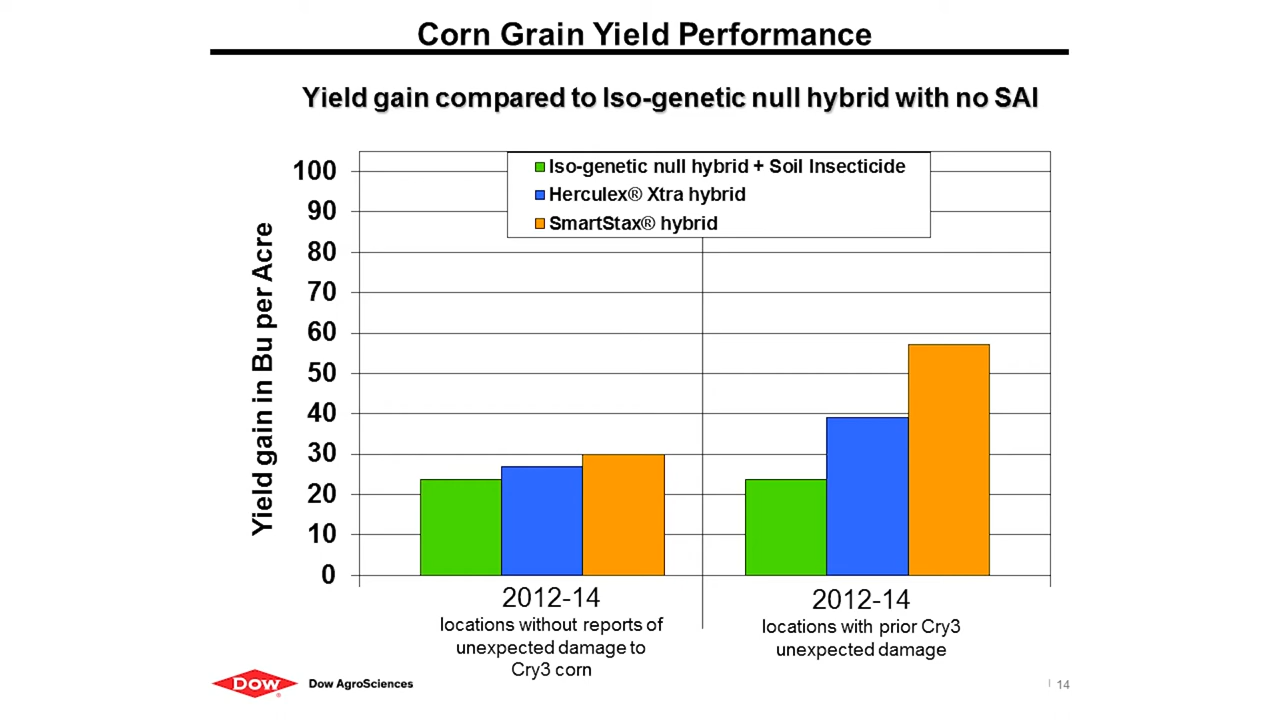 Corn Grain Yield Performance
Yield gain compared to Iso-genetic null hybrid with no SAI
Iso-genetic null hybrid + Soil Insecticide
Herculex® Xtra hybrid
SmartStax® hybrid
Yield gain in Bu per Acre
100
90
80
70
60
50
40
30
20
10
0
2012-14
locations without reports of
unexpected damage to
Cry3 corn
2012-14
locations with prior Cry3
unexpected damage
DOW®
Dow AgroSciences
14